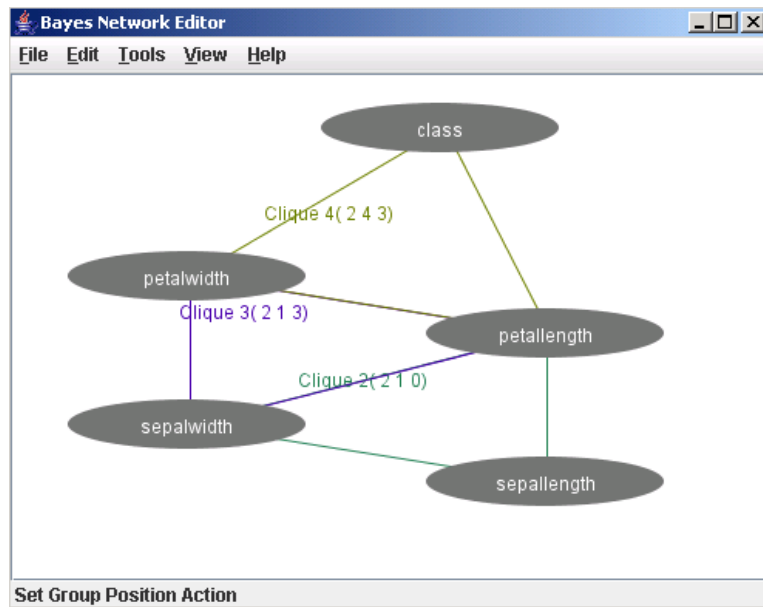 Bayes Network Editor
File Edit Tools View Help
class
Clique 4( 2 4 3)
petalwidth
Clique 3( 2 1 3)
petallength
Clique 2( 2 1 0)
sepalwidth
sepallength
Set Group Position Action